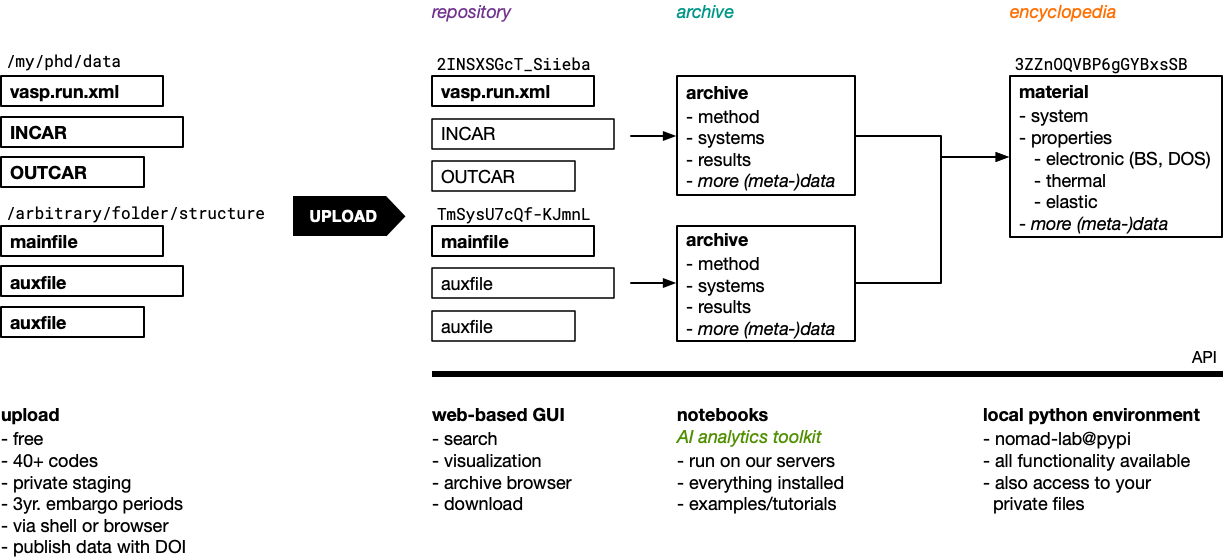 repository
archive
encyclopedia
/my/phd/data
vasp.run.xml
INCAR
OUTCAR
/arbitrary/folder/structure
mainfile
auxfile
auxfile
UPLOAD
2INSXSGcT_Siieba
vasp.run.xml
INCAR
OUTCAR
TmSysU7cQf-KJmnL
mainfile
auxfile
auxfile
archive
- method
- systems
- results
- more (meta-)data
archive
- method
- systems
- results
- more (meta-)data
3ZZnOQVBP6gGYBxsSB
material
- system
- properties
- electronic (BS, DOS)
- thermal
- elastic
- more (meta-)data
API
upload
- free
- 40+ codes
- private staging
- 3yr. embargo periods
- via shell or browser
- publish data with DOI
web-based GUI
- search
- visualization
- archive browser
- download
notebooks
AI analytics toolkit
- run on our servers
- everything installed
- examples/tutorials
local python environment
- nomad-lab@pypi
- all functionality available
- also access to your
private files